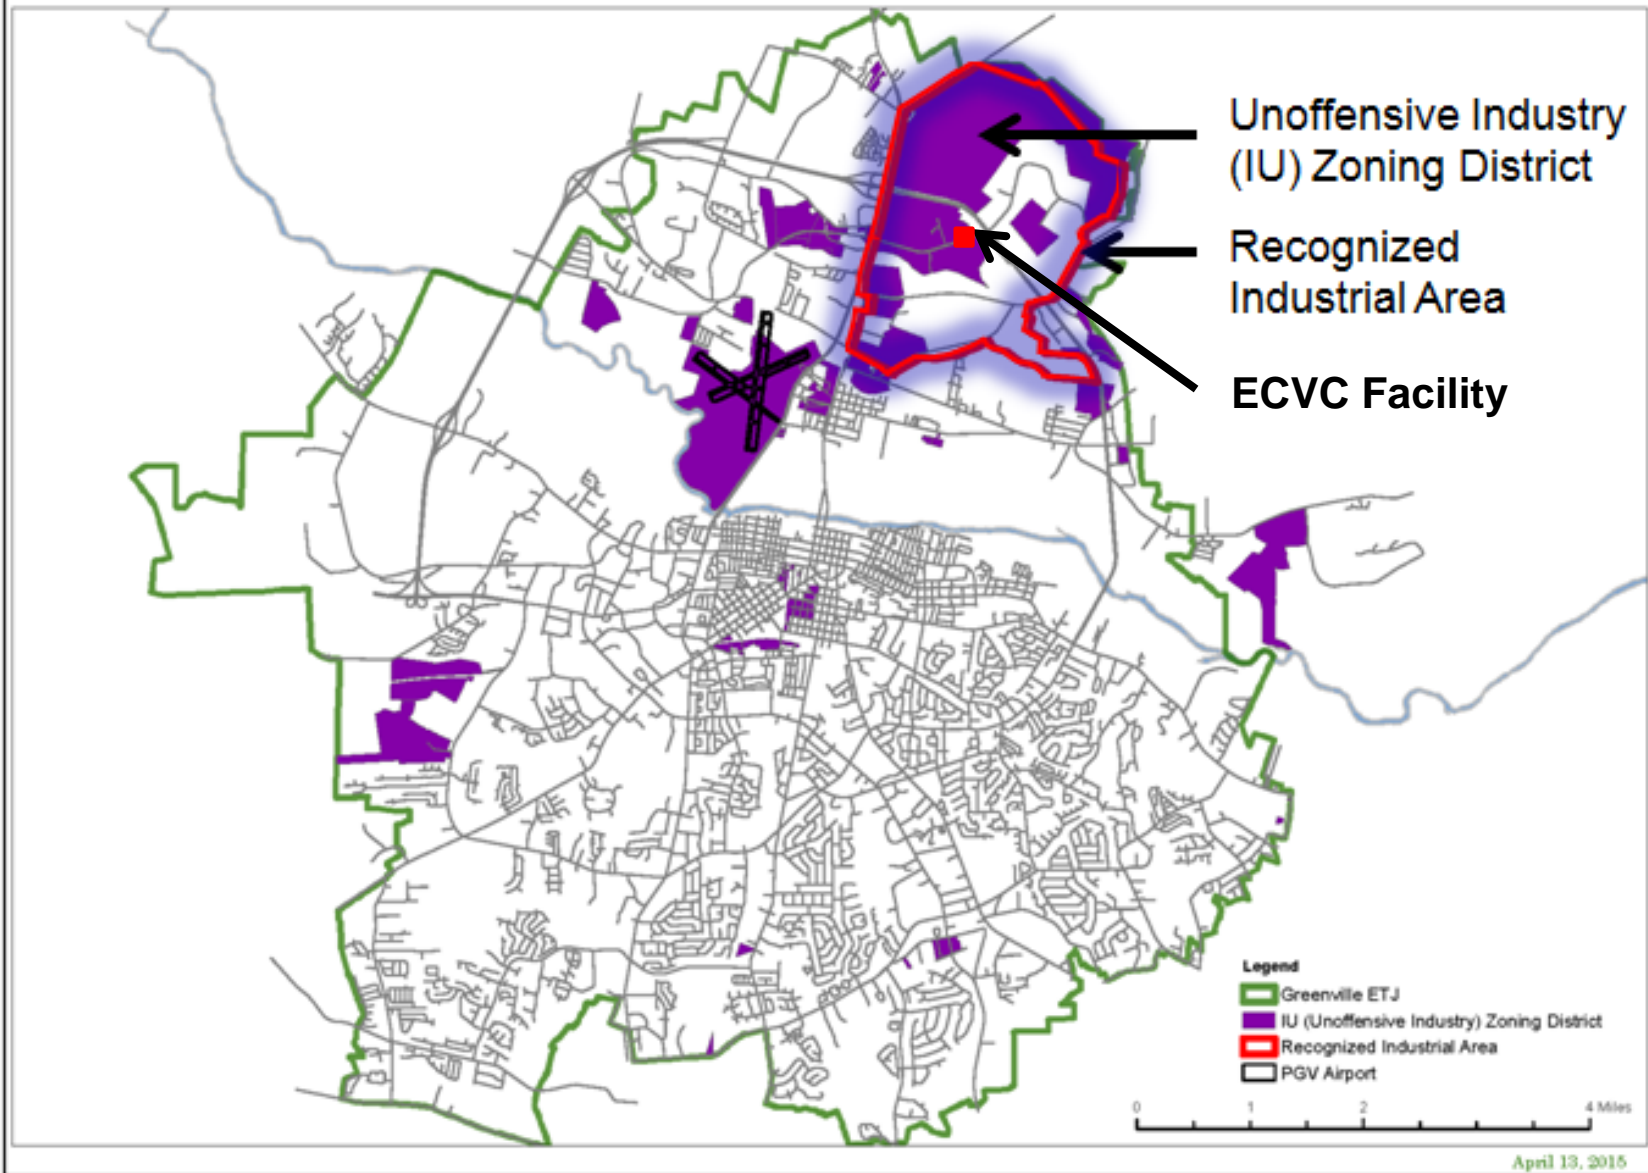 Unoffensive Industry
(IU) Zoning District
Recognized
Industrial Area
ECVC Facility
Legend
Greenville ETJ
IU (Unoffensive Industry) Zoning District
Recognized Industrial Area
PGV Airport
0 1 2 4 Miles
April 13, 2015